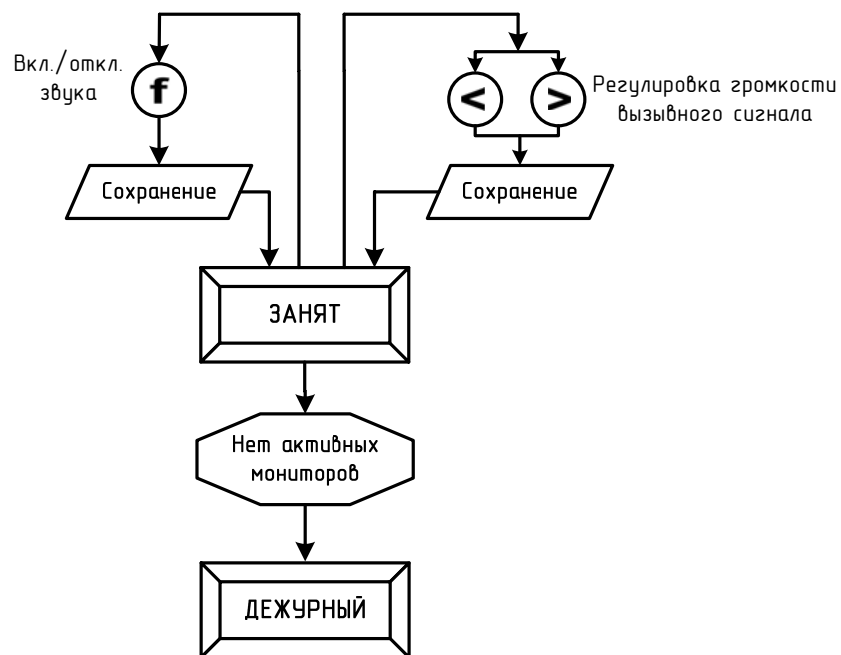 Вкл./откл.
звука
f
<
>
Регулировка громкости
вызывного сигнала
Сохранение
Сохранение
ЗАНЯТ
Нет активных
мониторов
ДЕЖУРНЫЙ